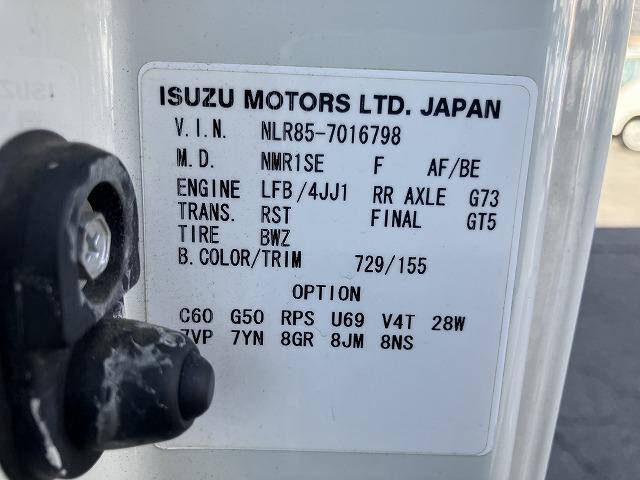 ISUZU MOTORS LTD. JAPAN
V.I.N. NLR85-7016798
M.D. NMR1SE F AF/BE
ENGINE LFB/4JJ1 RR AXLE G73
TRANS. RST FINAL GT5
TIRE BWZ
B.COLOR/TRIM 729/155
OPTION
C60 G50 RPS U69 V4T 28W
7VP 7YN 8GR 8JM 8NS